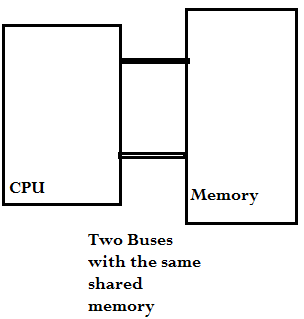 CPU
Memory
Two Buses
with the same
shared
memory